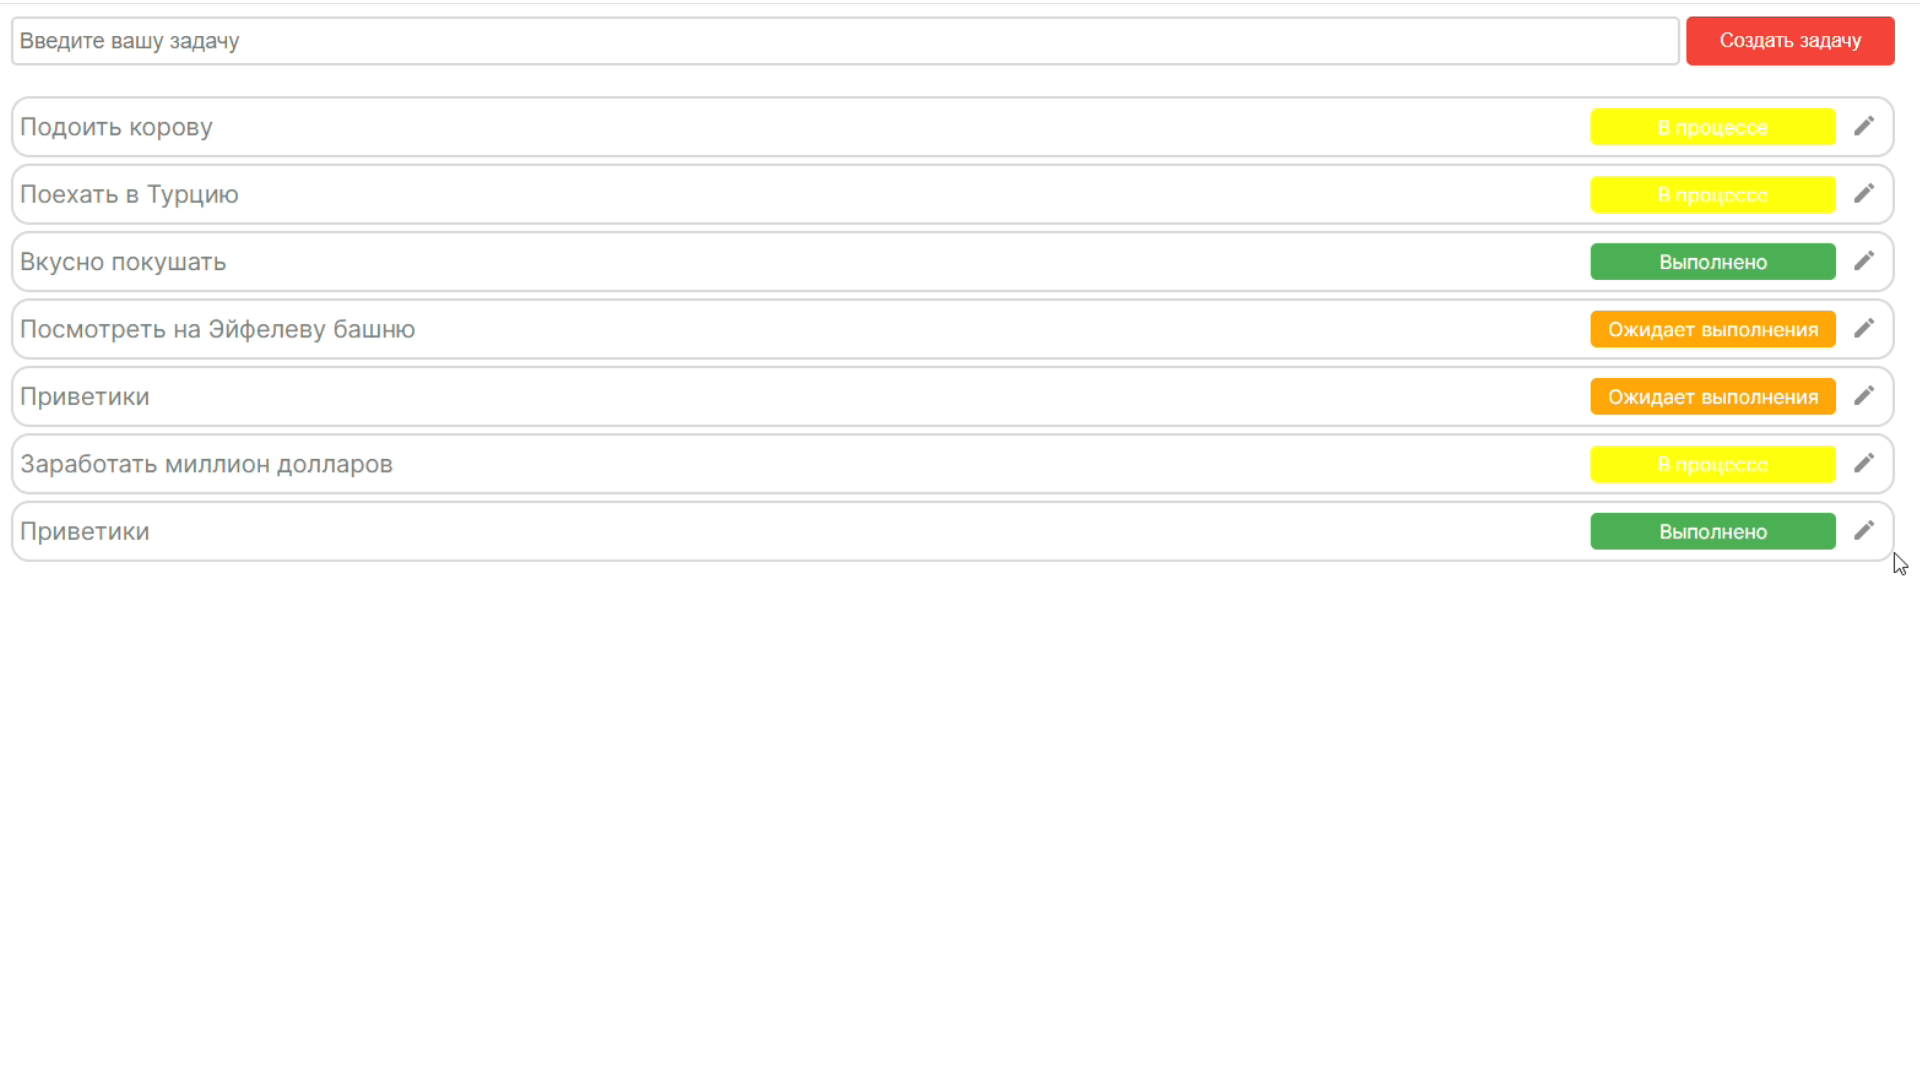 Введите вашу задачу Создать задачу
Подоить корову В процессе
Поехать в Турцию В процессе
Вкусно покушать Выполнено
Посмотреть на Эйфелеву башню Ожидает выполнения
Приветики Ожидает выполнения
Заработать миллион долларов В процессе
Приветики Выполнено